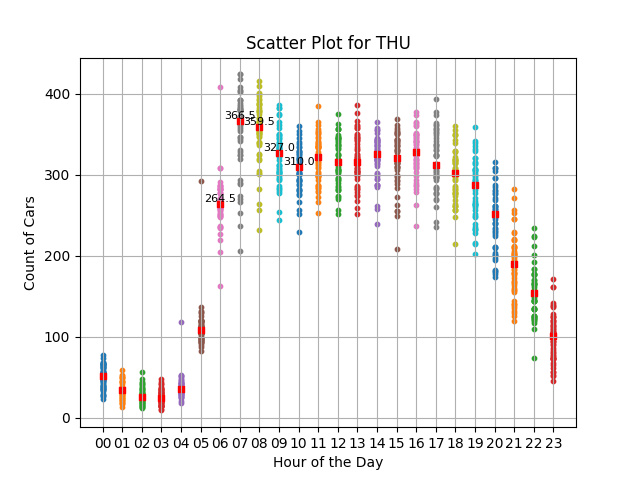 Scatter Plot for THU
Count of Cars
400
300
200
100
0
366.5
359.5
327.0
310.0
264.5
00 01 02 03 04 05 06 07 08 09 10 11 12 13 14 15 16 17 18 19 20 21 22 23
Hour of the Day